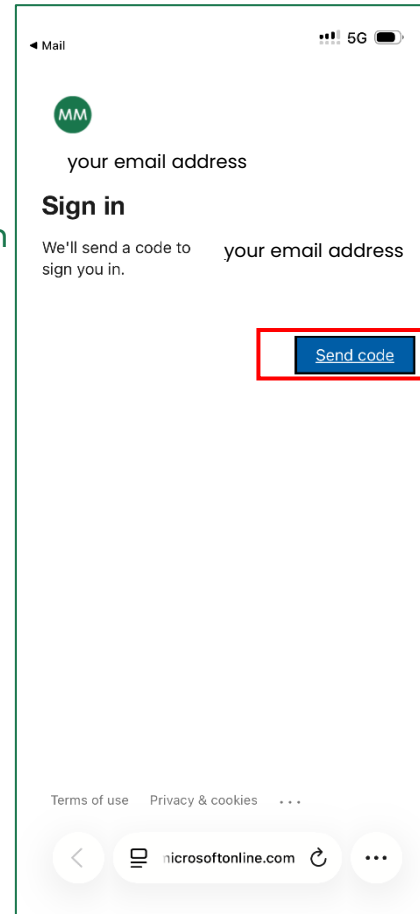 ◀ Mail
5G
MM
your email address
Sign in
We'll send a code to your email address
sign you in.
Send code
Terms of use Privacy & cookies ...
nicrosoftonline.com